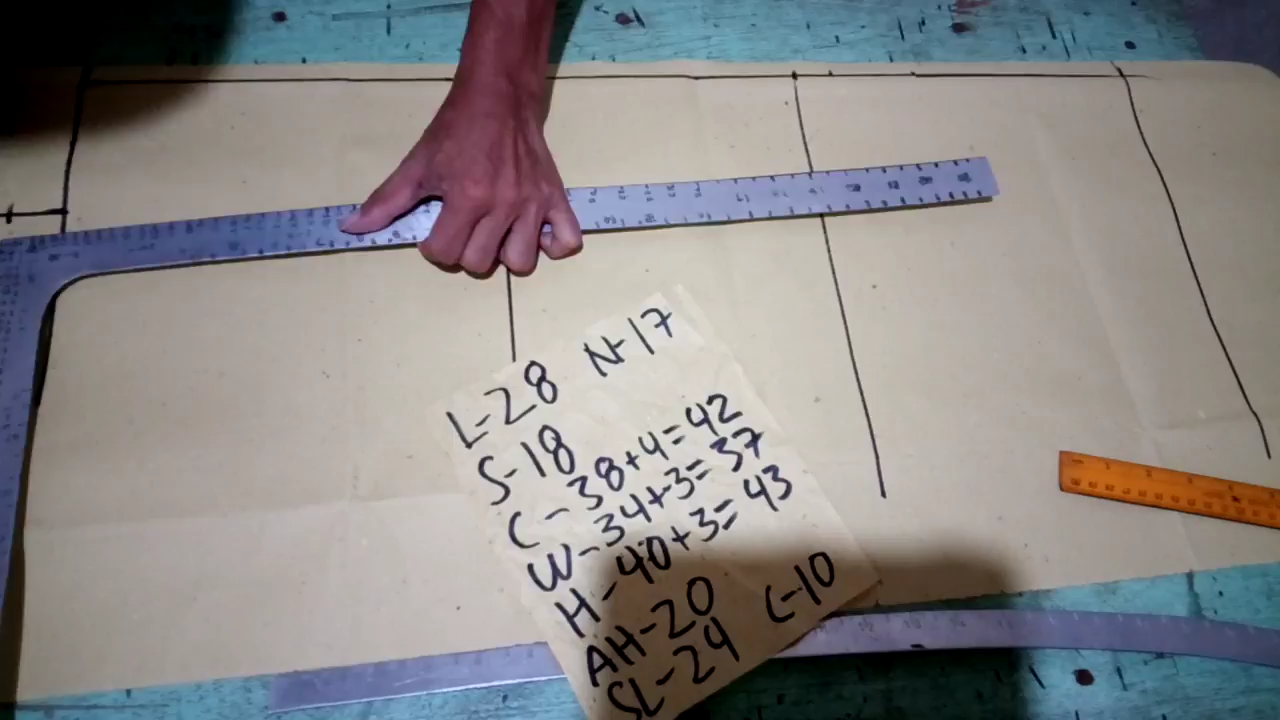 L-28 N-17
S-18
C-38+4=42
W-34+3=37
H-40+3=43
AH-20 C-10
SL-24